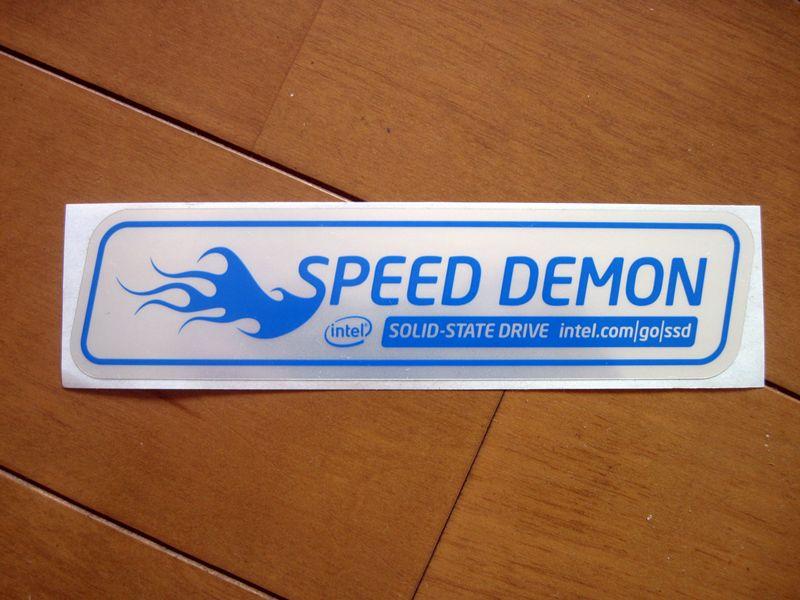 SPEED DEMON
intel SOLID-STATE DRIVE intel.com|go|ssd